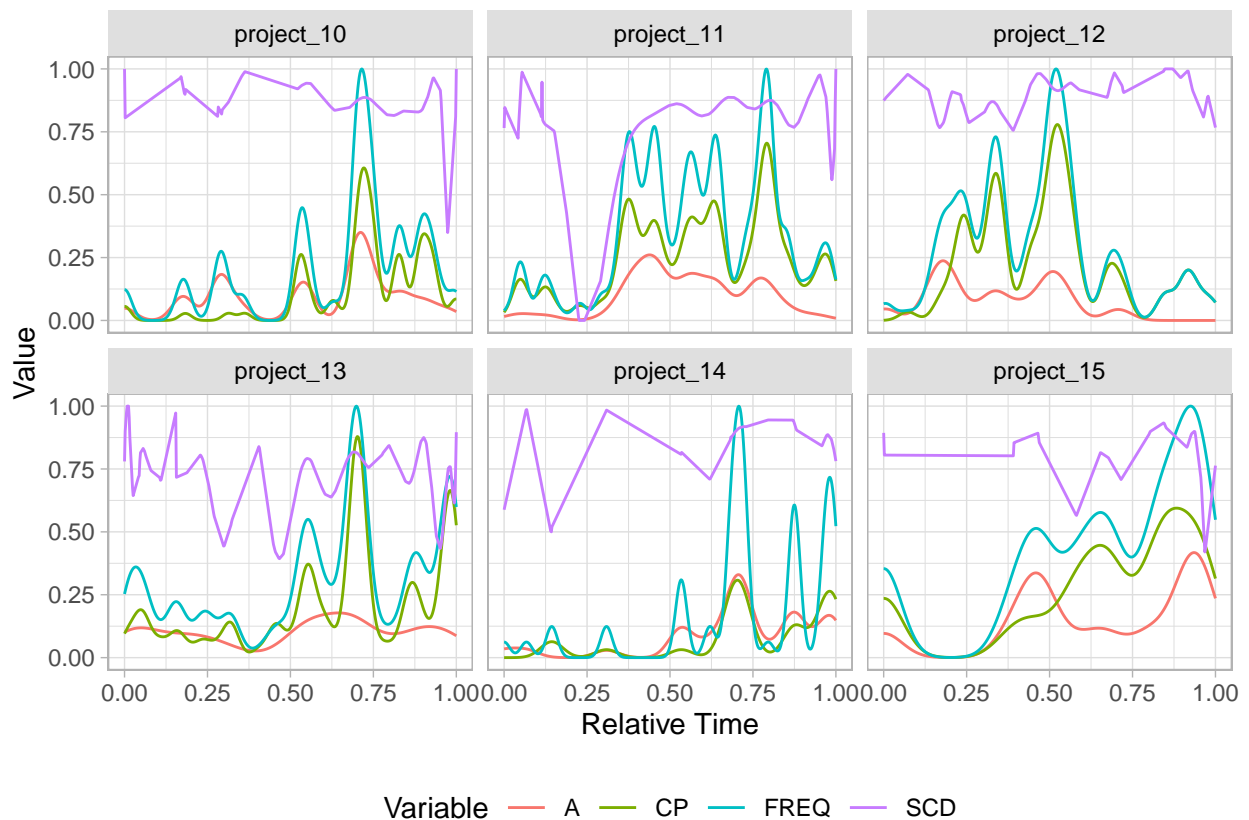 project_10 project_11 project_12
1.00
0.75
0.50
0.25
0.00
project_13 project_14 project_15
1.00
0.75
0.50
0.25
0.00
Value
0.00 0.25 0.50 0.75 1.00 0.00 0.25 0.50 0.75 1.00 0.00 0.25 0.50 0.75 1.00
Relative Time
Variable A CP FREQ SCD